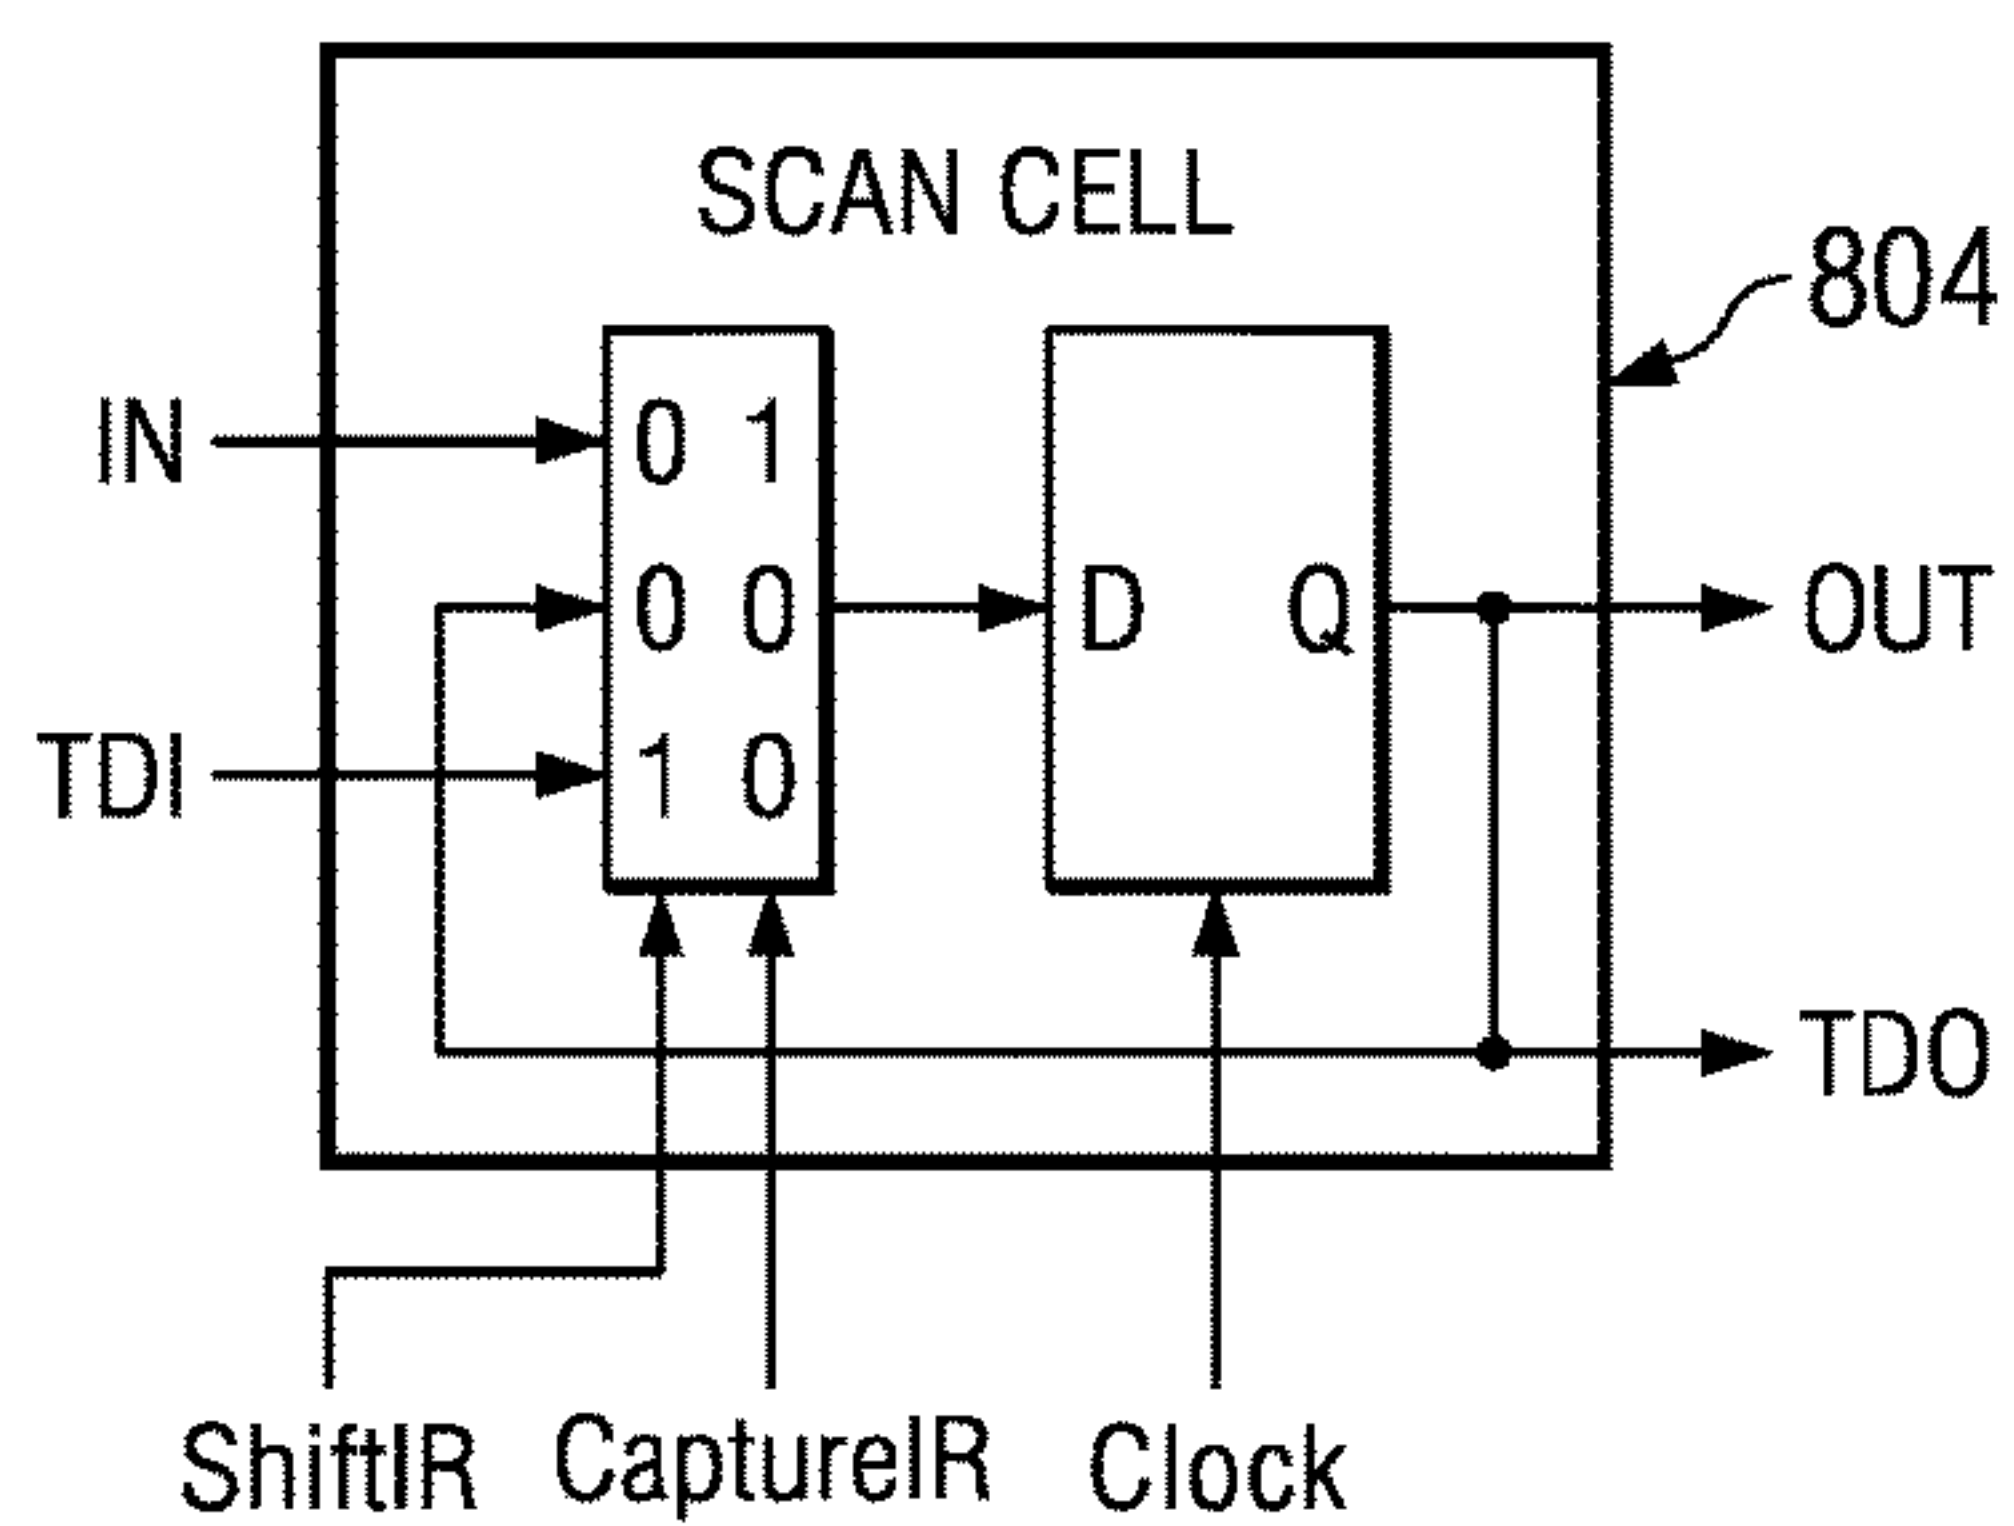 SCAN CELL
804
IN
0 1
0 0
D
Q
OUT
TDI
1 0
TDO
ShiftIR
CaptureIR
Clock